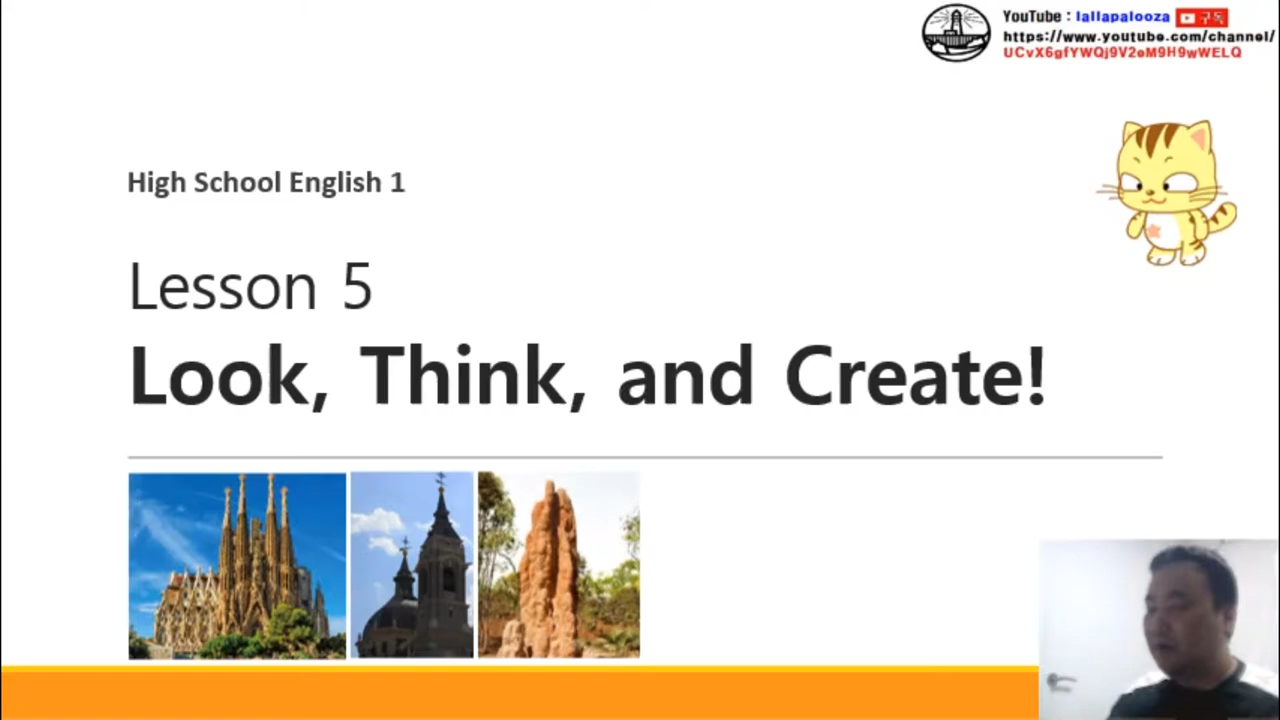 YouTube : lallapalooza 구독
https://www.youtube.com/channel/
UCvX6gfYWQj9V2eM9H9wWELQ
High School English 1
Lesson 5
Look, Think, and Create!